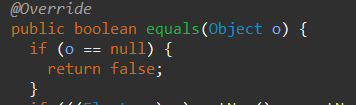 @Override
public boolean equals(Object o) {
if (o == null) {
return false;
}